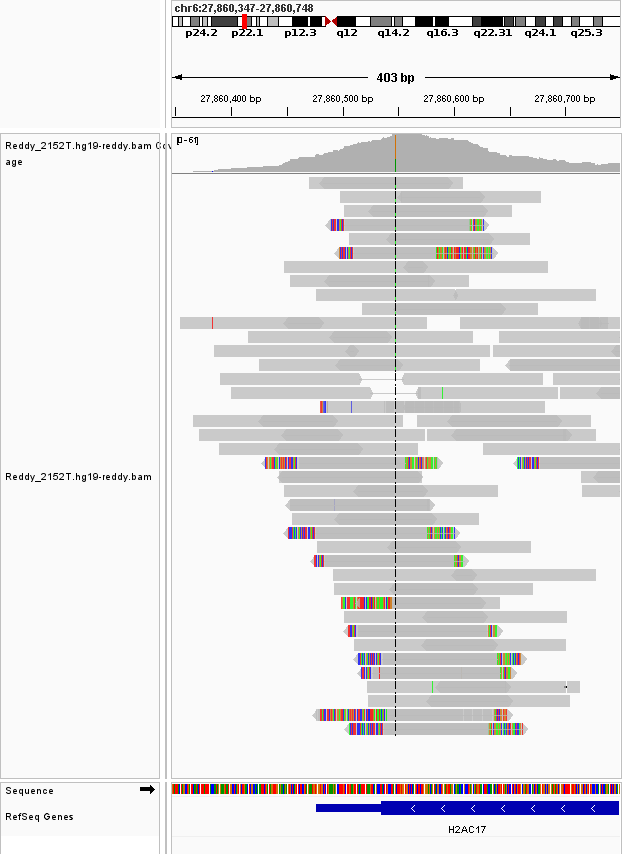 chr6:27,860,347-27,860,748
p24.2 p22.1 p12.3 q12 q14.2 q16.3 q22.31 q24.1 q25.3
403 bp
27,860,400 bp 27,860,500 bp 27,860,600 bp 27,860,700 bp
Reddy_2152T.hg19-reddy.bam Cov
age
[0-61]
Reddy_2152T.hg19-reddy.bam
Sequence
RefSeq Genes
H2AC17